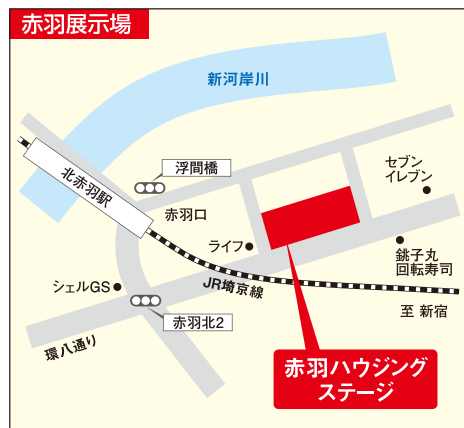 赤羽展示場
新河岸川
浮間橋
北赤羽駅
赤羽口
セブン
イレブン
ライフ
銚子丸
回転寿司
シェルGS
JR埼京線
至 新宿
赤羽北2
環八通り
赤羽ハウジング
ステージ